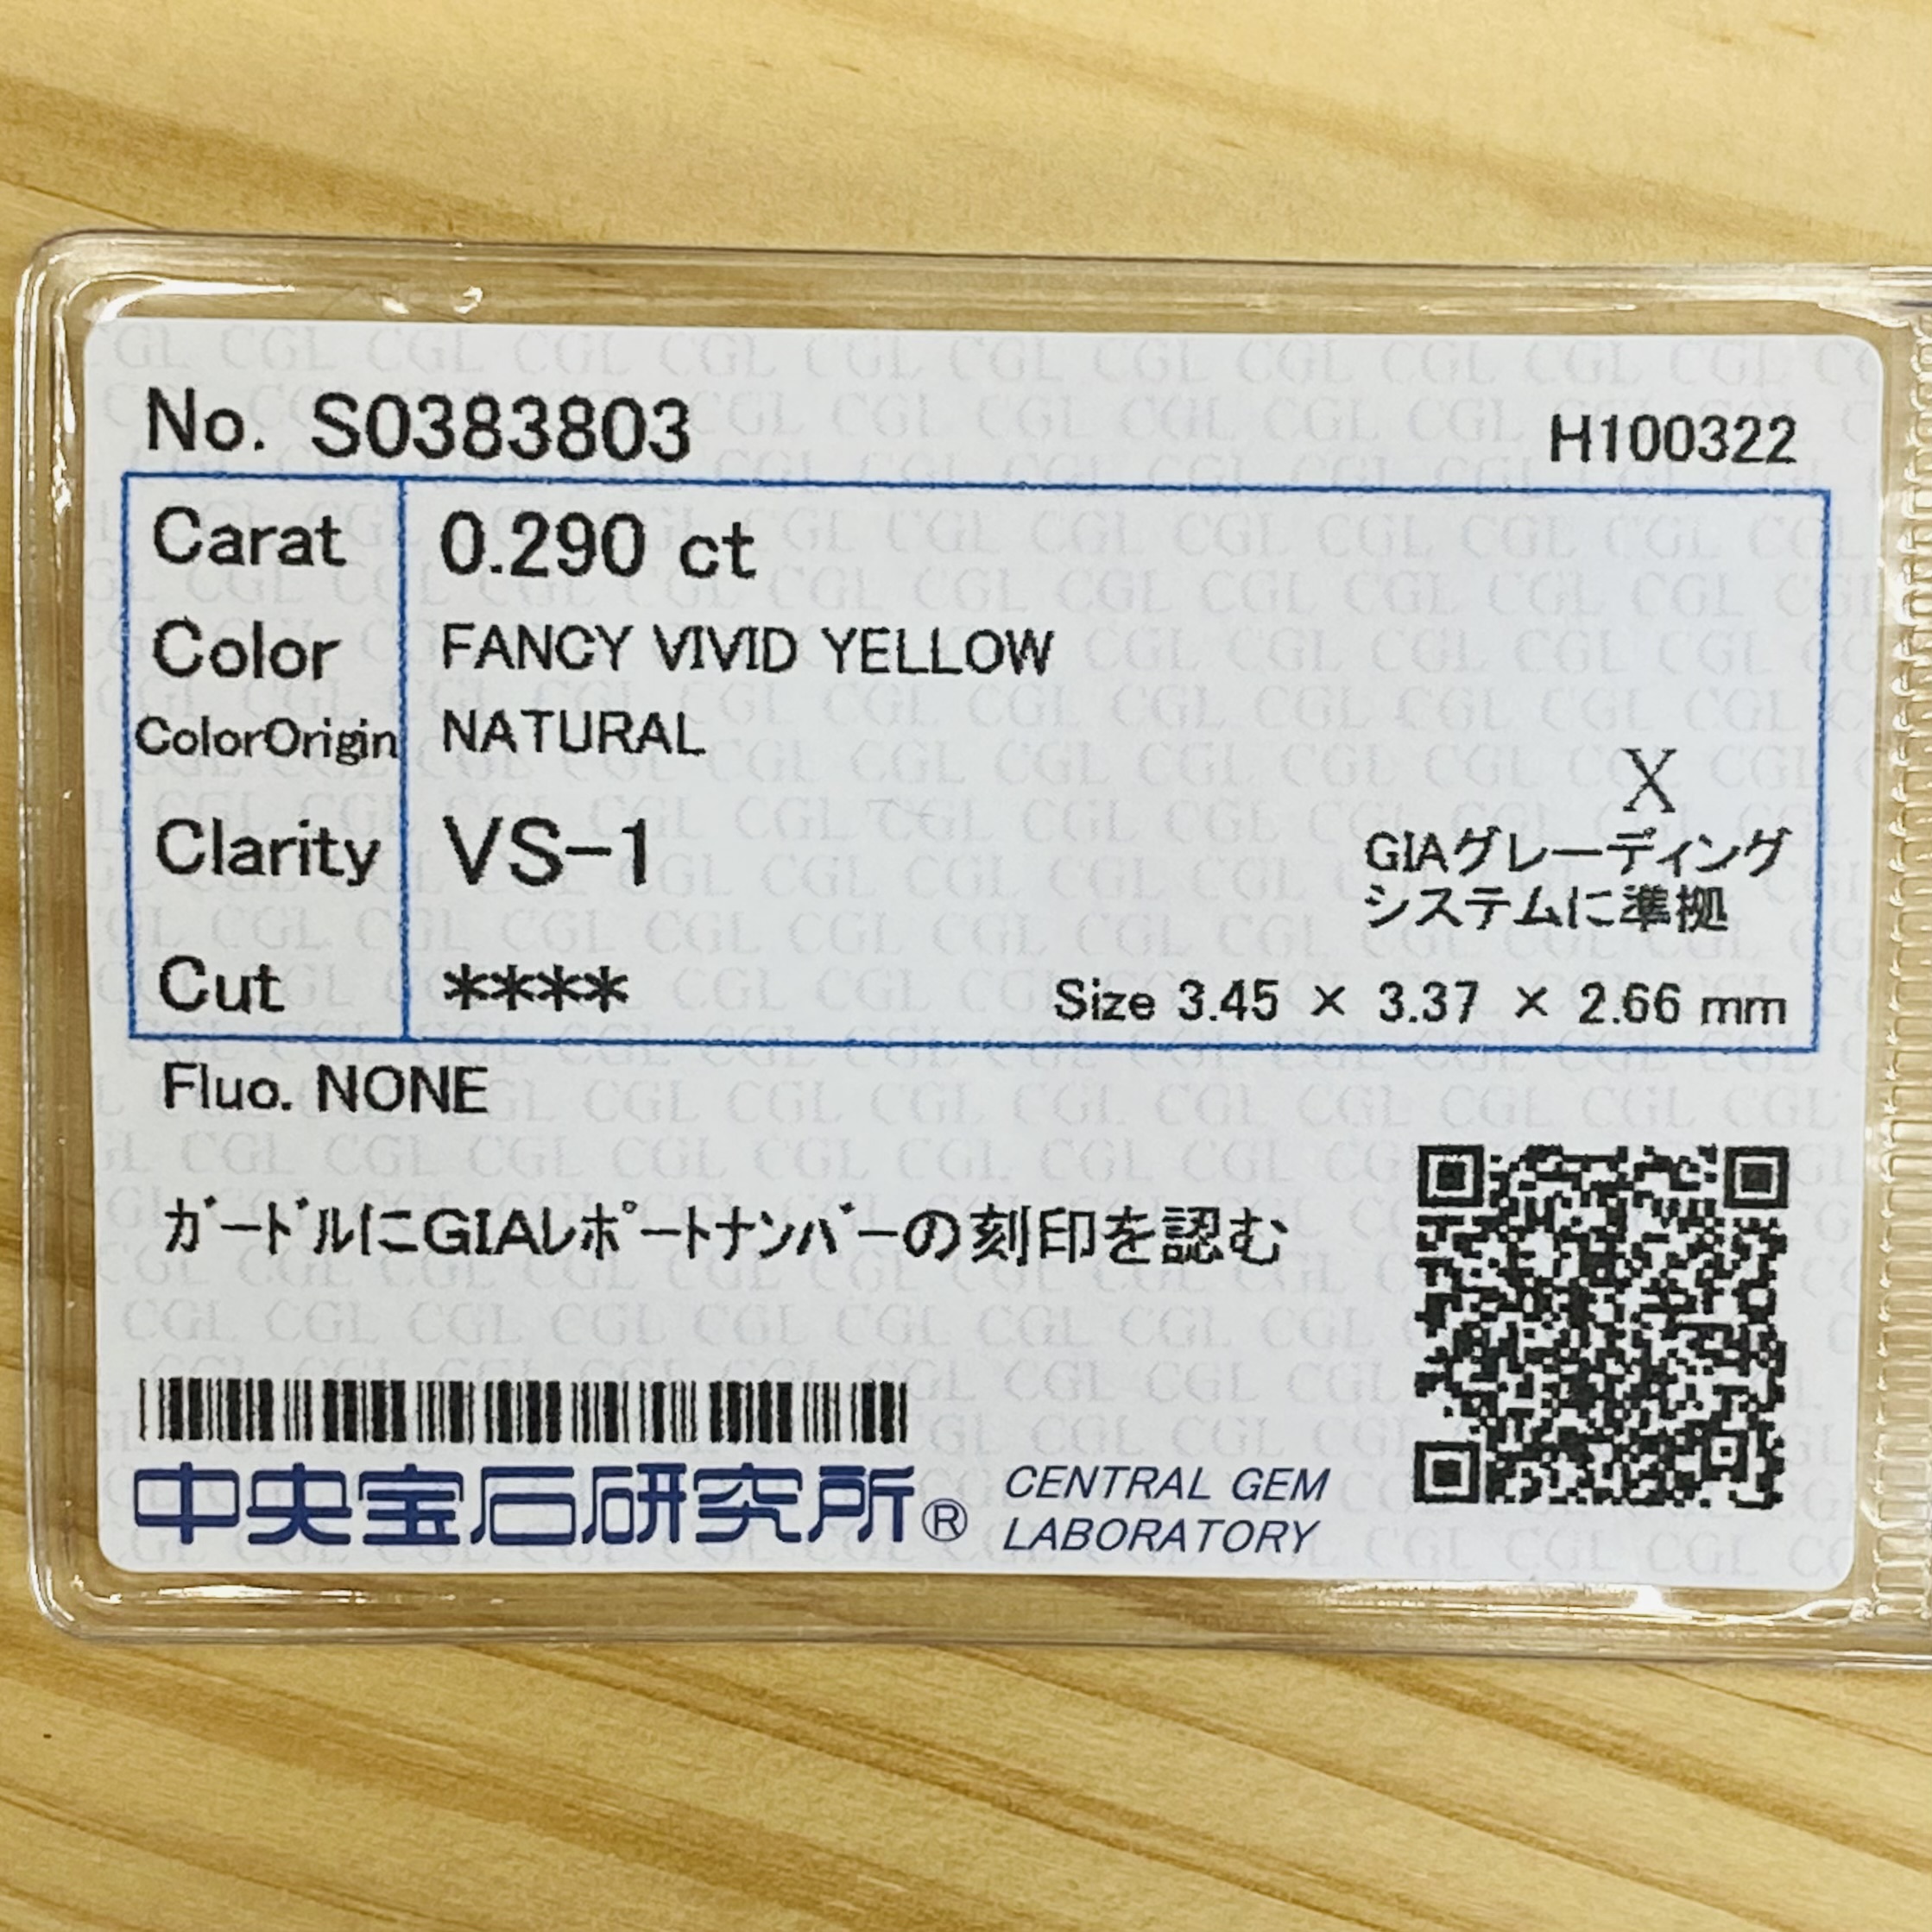 No. S0383803
H100322
Carat 0.290 ct
Color FANCY VIVID YELLOW
ColorOrigin NATURAL
X
Clarity VS-1
GIAグレーディング
システムに準拠
Cut ****
Size 3.45 × 3.37 × 2.66 mm
Fluo. NONE
ガードルにGIAレポートナンバーの刻印を認む
中央宝石研究所®
CENTRAL GEM
LABORATORY